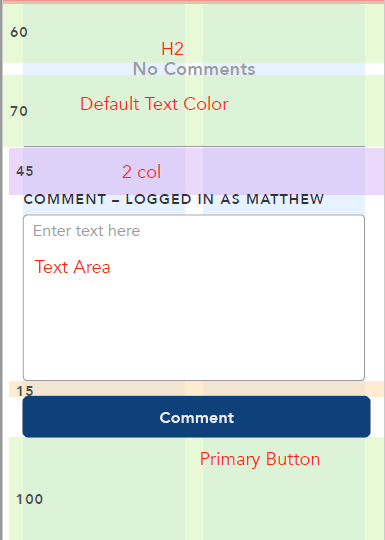 60
H2
No Comments
Default Text Color
70
45
2 col
COMMENT – LOGGED IN AS MATTHEW
Enter text here
Text Area
15
Comment
Primary Button
100